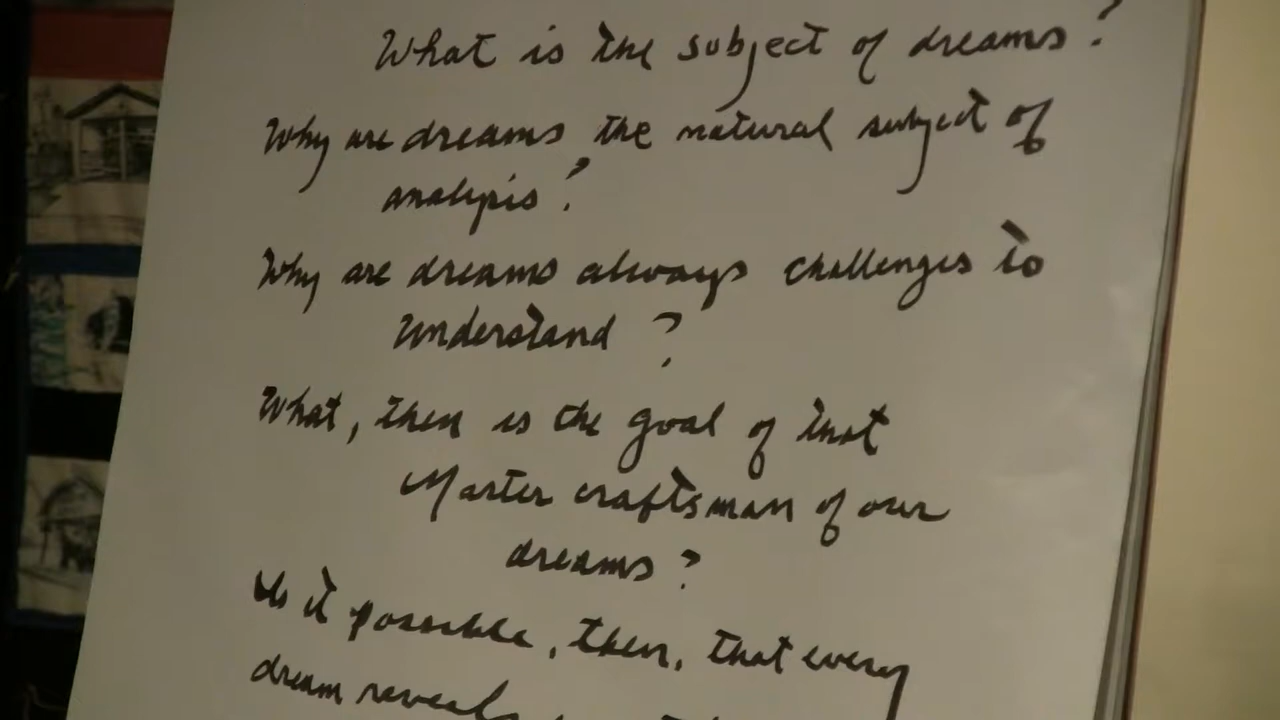 What is the subject of dreams?
Why are dreams the natural subject of
analysis?
Why are dreams always challenges to
understand?
What, then is the goal of that
Master craftsman of our
dreams?
Is it possible, then, that every
dream reveals